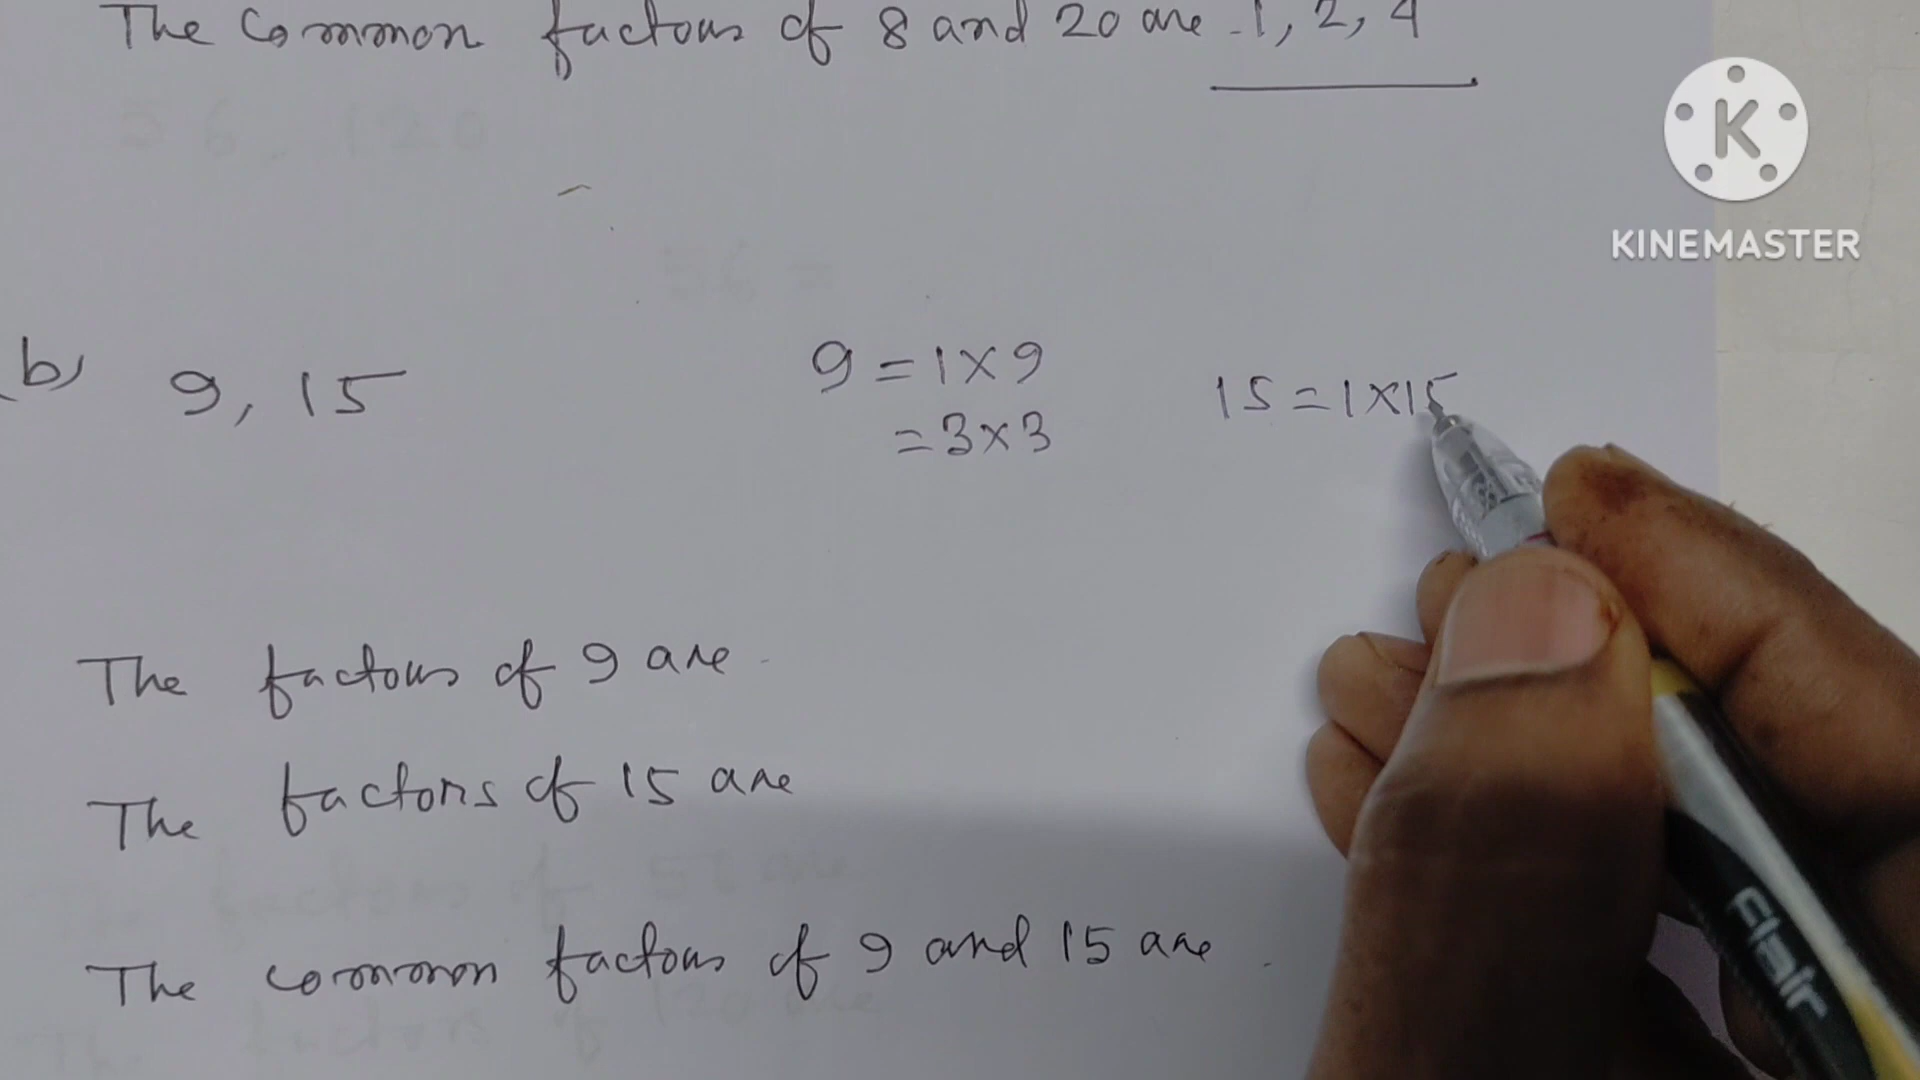 The common factors of 8 and 20 are 1, 2, 4
K
KINEMASTER
b) 9, 15
9 = 1 × 9
= 3 × 3
15 = 1 × 15
The factors of 9 are
The factors of 15 are
The common factors of 9 and 15 are
Flair